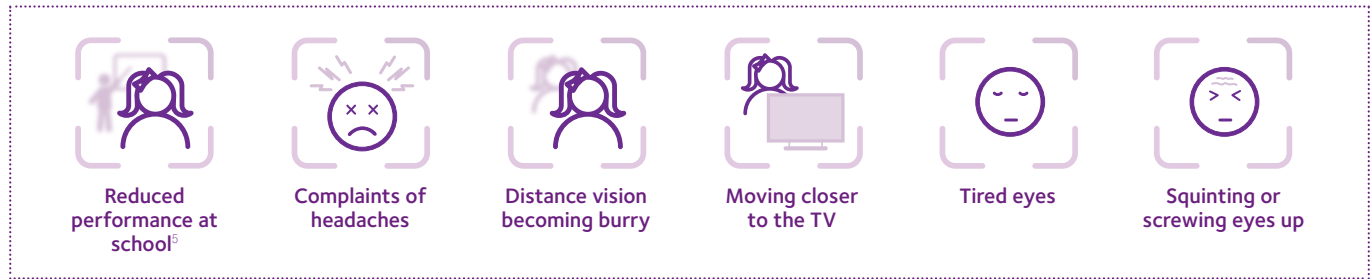 Reduced
performance at
school⁵
Complaints of
headaches
Distance vision
becoming burry
Moving closer
to the TV
Tired eyes
Squinting or
screwing eyes up